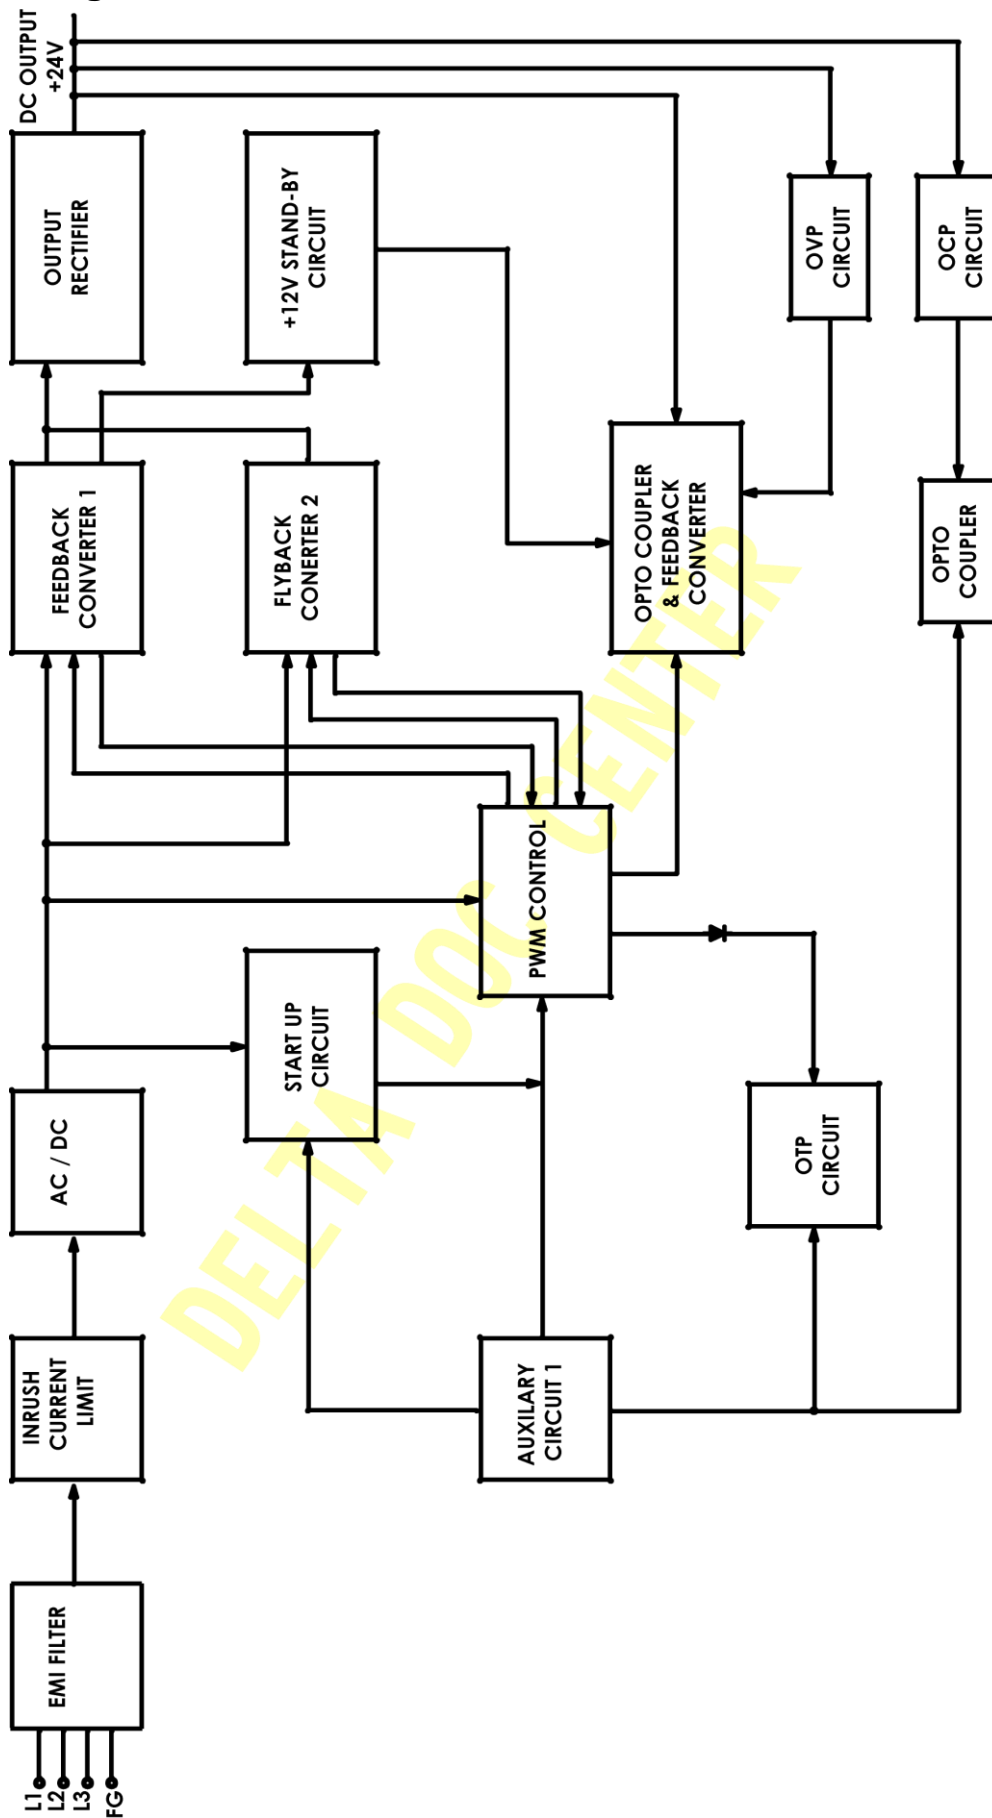 L1
L2
L3
FG
EMI FILTER
INRUSH
CURRENT
LIMIT
AC / DC
FEEDBACK
CONVERTER 1
OUTPUT
RECTIFIER
DC OUTPUT
+24V
START UP
CIRCUIT
FLYBACK
CONERTER 2
+12V STAND-BY
CIRCUIT
AUXILARY
CIRCUIT 1
PWM CONTROL
OPTO COUPLER
& FEEDBACK
CONVERTER
OTP
CIRCUIT
OVP
CIRCUIT
OPTO
COUPLER
OCP
CIRCUIT
DELTA DOC CENTER